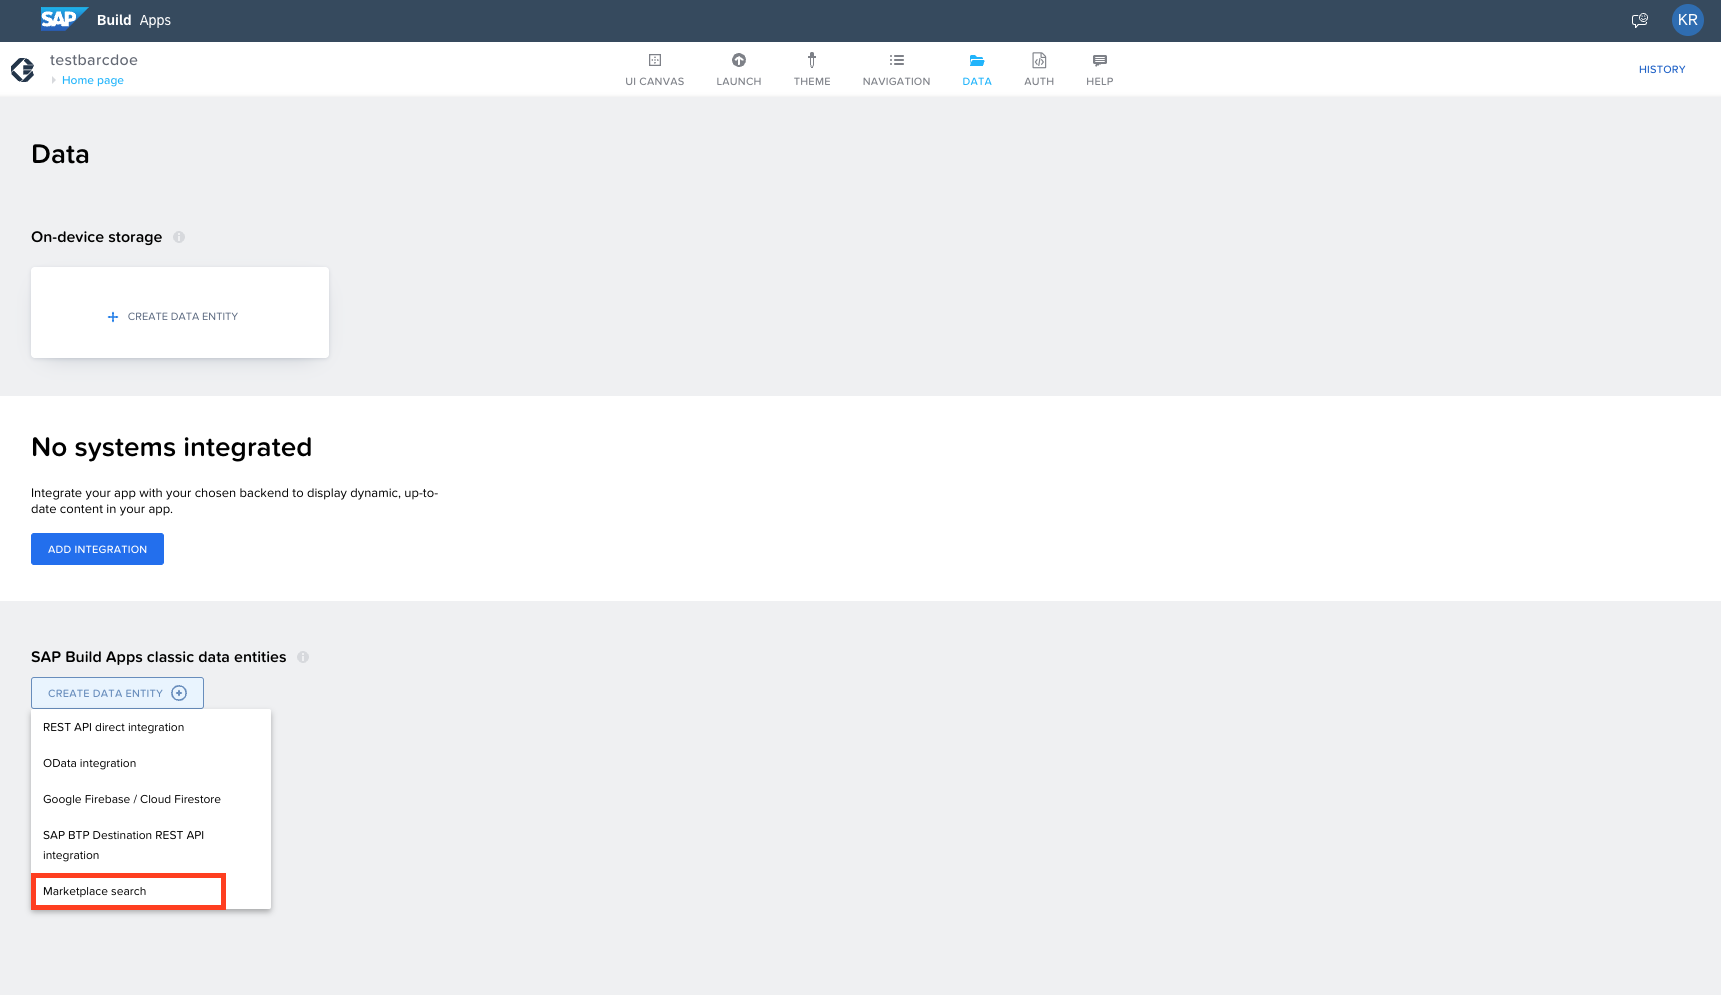 SAP Build Apps
KR
testbarcdoe
Home page
UI CANVAS
LAUNCH
THEME
NAVIGATION
DATA
AUTH
HELP
HISTORY
Data
On-device storage
CREATE DATA ENTITY
No systems integrated
Integrate your app with your chosen backend to display dynamic, up-to-
date content in your app.
ADD INTEGRATION
SAP Build Apps classic data entities
CREATE DATA ENTITY
REST API direct integration
OData integration
Google Firebase / Cloud Firestore
SAP BTP Destination REST API
integration
Marketplace search